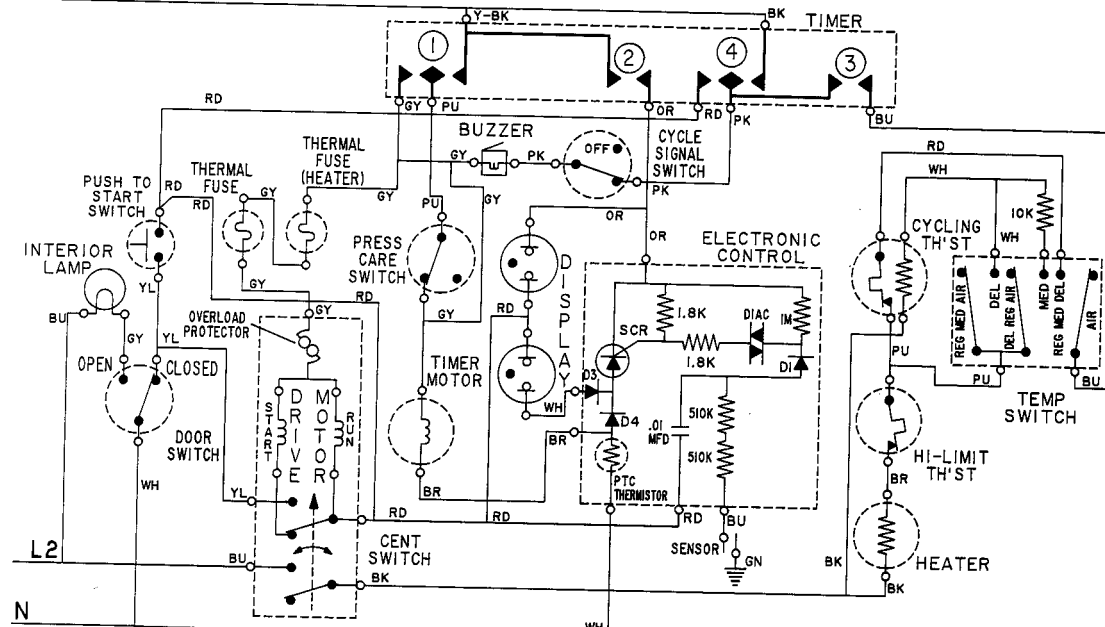 Y-BK
BK
TIMER
1
2
4
3
GY
PU
OR
RD
PK
BU
RD
BUZZER
GY
PK
OFF
CYCLE
SIGNAL
SWITCH
PK
THERMAL
FUSE
THERMAL
FUSE
(HEATER)
GY
GY
PUSH TO
START
SWITCH
RD
RD
YL
INTERIOR
LAMP
BU
GY
GY
RD
OPEN
CLOSED
YL
DOOR
SWITCH
WH
OVERLOAD
PROTECTOR
GY
START
DRIVE
MOTOR
RUN
YL
BU
CENT
SWITCH
RD
BK
PU
GY
PRESS
CARE
SWITCH
GY
TIMER
MOTOR
BR
OR
OR
DISPLAY
RD
WH
BR
RD
ELECTRONIC
CONTROL
SCR
1.8K
1.8K
DIAC
1M
D1
D3
D4
.01
MFD
510K
510K
PTC
THERMISTOR
RD
BU
SENSOR
GN
WH
RD
WH
WH
10K
CYCLING
TH'ST
REG MED AIR
DEL
DEL REG AIR
MED
REG MED DEL
AIR
PU
PU
BU
TEMP
SWITCH
HI-LIMIT
TH'ST
BR
HEATER
BK
BK
L2
N